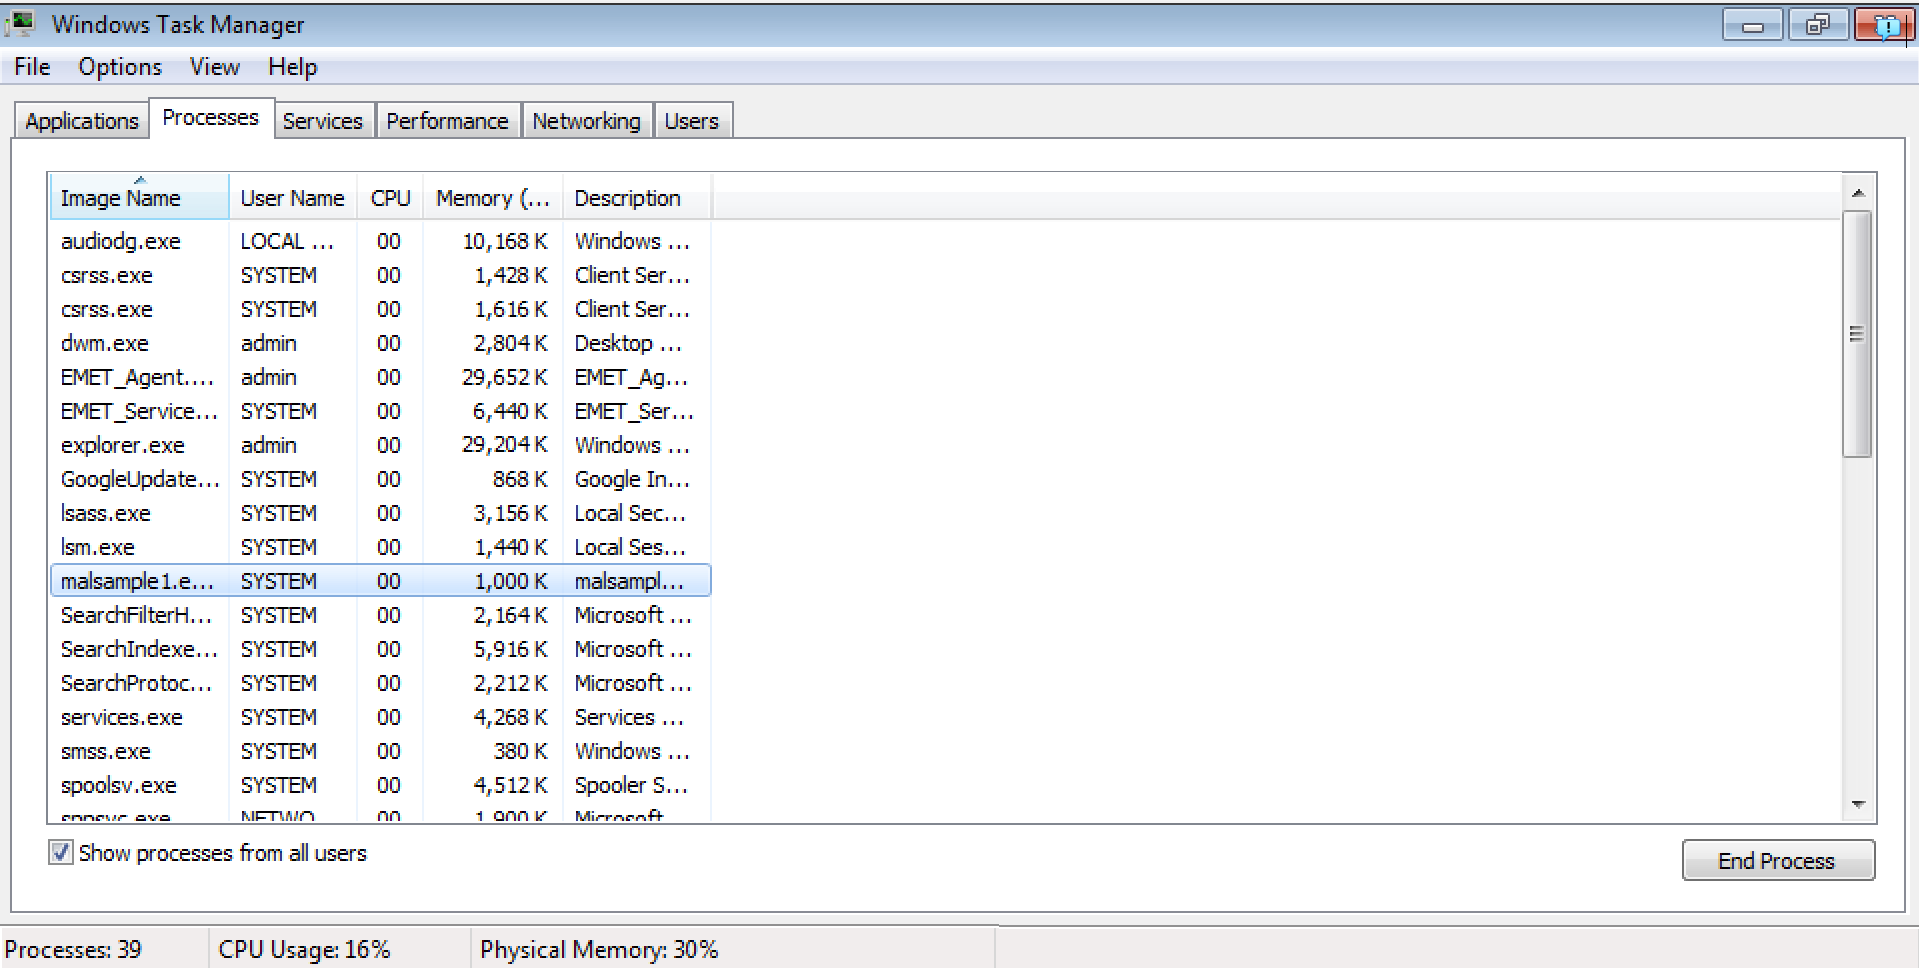 Windows Task Manager
File Options View Help
Applications Processes Services Performance Networking Users
Image Name User Name CPU Memory (... Description
audiodg.exe LOCAL ... 00 10,168 K Windows ...
csrss.exe SYSTEM 00 1,428 K Client Ser...
csrss.exe SYSTEM 00 1,616 K Client Ser...
dwm.exe admin 00 2,804 K Desktop ...
EMET_Agent.... admin 00 29,652 K EMET_Ag...
EMET_Service... SYSTEM 00 6,440 K EMET_Ser...
explorer.exe admin 00 29,204 K Windows ...
GoogleUpdate... SYSTEM 00 868 K Google In...
lsass.exe SYSTEM 00 3,156 K Local Sec...
lsm.exe SYSTEM 00 1,440 K Local Ses...
malsample1.e... SYSTEM 00 1,000 K malsampl...
SearchFilterH... SYSTEM 00 2,164 K Microsoft ...
SearchIndexe... SYSTEM 00 5,916 K Microsoft ...
SearchProtoc... SYSTEM 00 2,212 K Microsoft ...
services.exe SYSTEM 00 4,268 K Services ...
smss.exe SYSTEM 00 380 K Windows ...
spoolsv.exe SYSTEM 00 4,512 K Spooler S...
sppsvc.exe NETWO... 00 1,900 K Microsoft ...
Show processes from all users
End Process
Processes: 39 CPU Usage: 16% Physical Memory: 30%